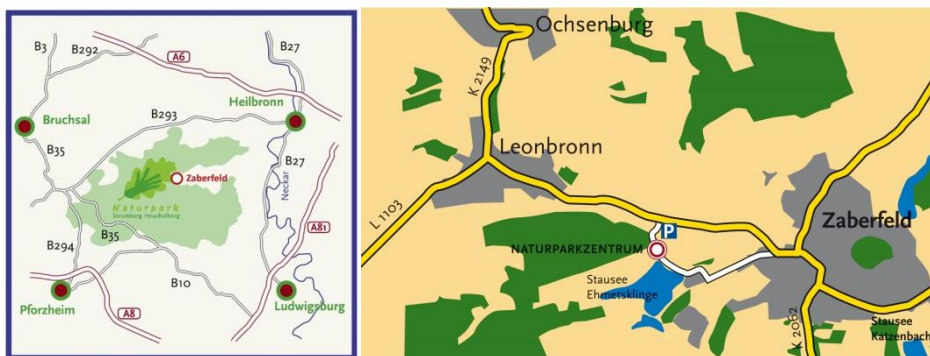 B3
B292
A6
B27
Heilbronn
Bruchsal
B293
B35
B27
Zaberfeld
Neckar
Naturpark
Stromberg-Heuchelberg
B294
B35
A81
B10
Pforzheim
A8
Ludwigsburg
Ochsenburg
K 2149
Leonbronn
L 1103
Zaberfeld
P
NATURPARKZENTRUM
Stausee
Ehmetsklinge
K 2062
Stausee
Katzenbach